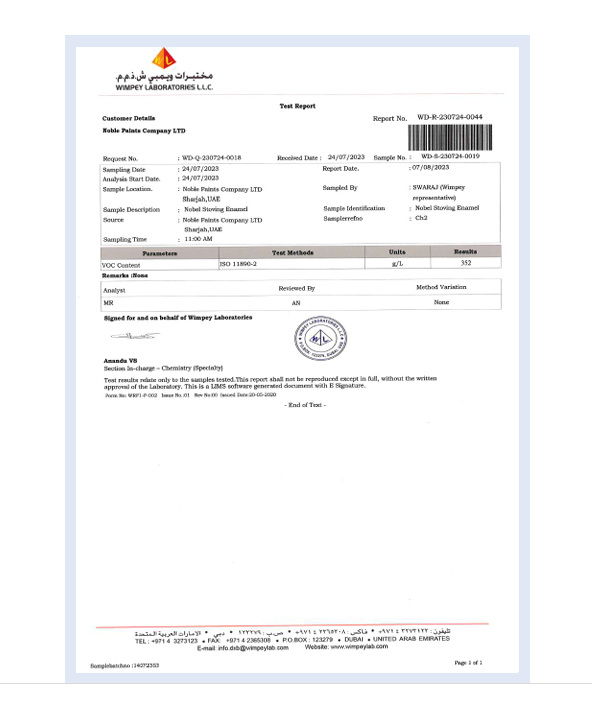 مختبرات ويمبي ش.ذ.م.م.
WIMPEY LABORATORIES L.L.C.
Test Report
Customer Details
Report No. WD-R-230724-0044
Noble Paints Company LTD
Request No. : WD-Q-230724-0018 Received Date : 24/07/2023 Sample No. : WD-S-230724-0019
Sampling Date : 24/07/2023 Report Date. : 07/08/2023
Analysis Start Date. : 24/07/2023
Sample Location. : Noble Paints Company LTD Sharjah,UAE Sampled By : SWARAJ (Wimpey representative)
Sample Description : Nobel Stoving Enamel Sample Identification : Nobel Stoving Enamel
Source : Noble Paints Company LTD Sharjah,UAE Samplerrefno : Ch2
Sampling Time : 11:00 AM
Parameters Test Methods Units Results
VOC Content ISO 11890-2 g/L 352
Remarks :None
Analyst Reviewed By Method Variation
MR AN None
Signed for and on behalf of Wimpey Laboratories
WIMPEY LABORATORIES
WL
Anandu VS
Section In-charge – Chemistry (Specialty)
Test results relate only to the samples tested.This report shall not be reproduced except in full, without the written
approval of the Laboratory. This is a LIMS software generated document with E Signature.
Form No: WRF1-P-002 Issue No.:01 Rev No:00 Issued Date:20-05-2020
- End of Text -
تليفون : ٣٢٧٣١٢٣ ٤ ٩٧١+ * فاكس : ٢٣٦٥٣٠٨ ٤ ٩٧١+ * ص.ب : ١٢٣٢٧٩ * دبي * الامارات العربية المتحدة
TEL : +971 4 3273123 • FAX: +971 4 2365308 • P.O.BOX : 123279 • DUBAI • UNITED ARAB EMIRATES
E-mail: info.dxb@wimpeylab.com Website: www.wimpeylab.com
Samplebatchno :14072353
Page 1 of 1